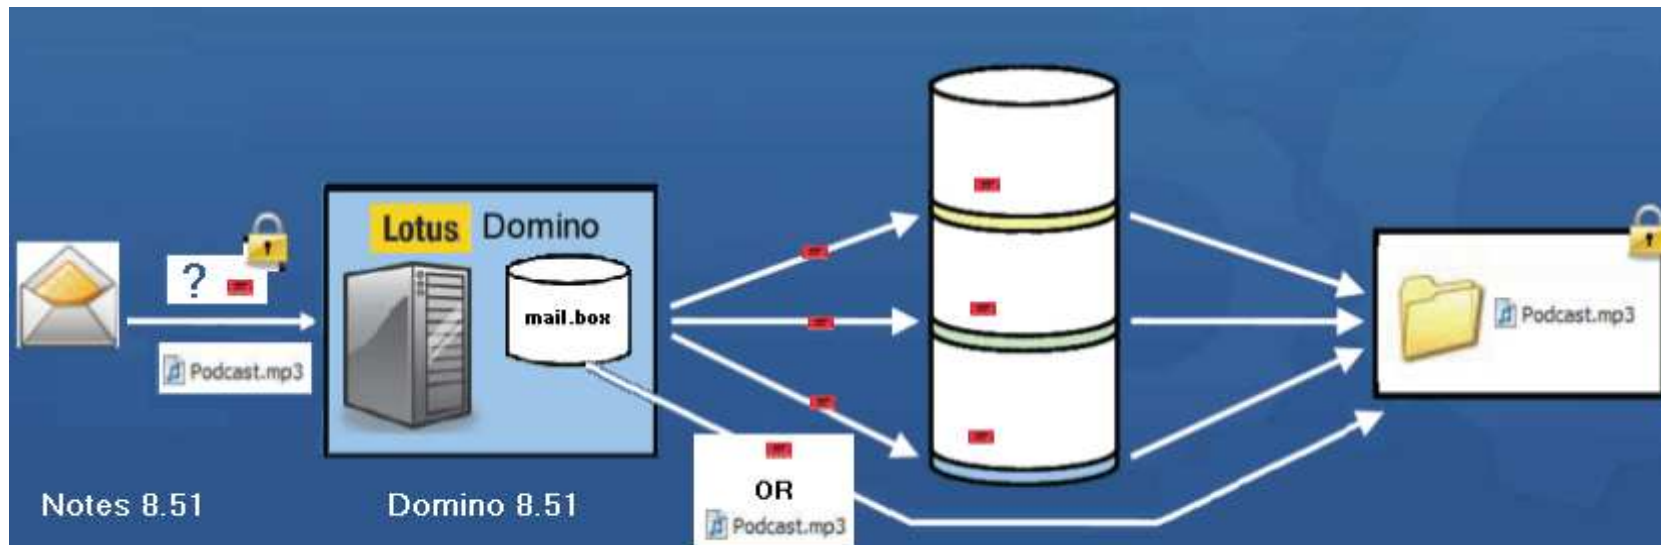 Lotus Domino
?
mail.box
Podcast.mp3
Podcast.mp3
OR
Podcast.mp3
Notes 8.51
Domino 8.51